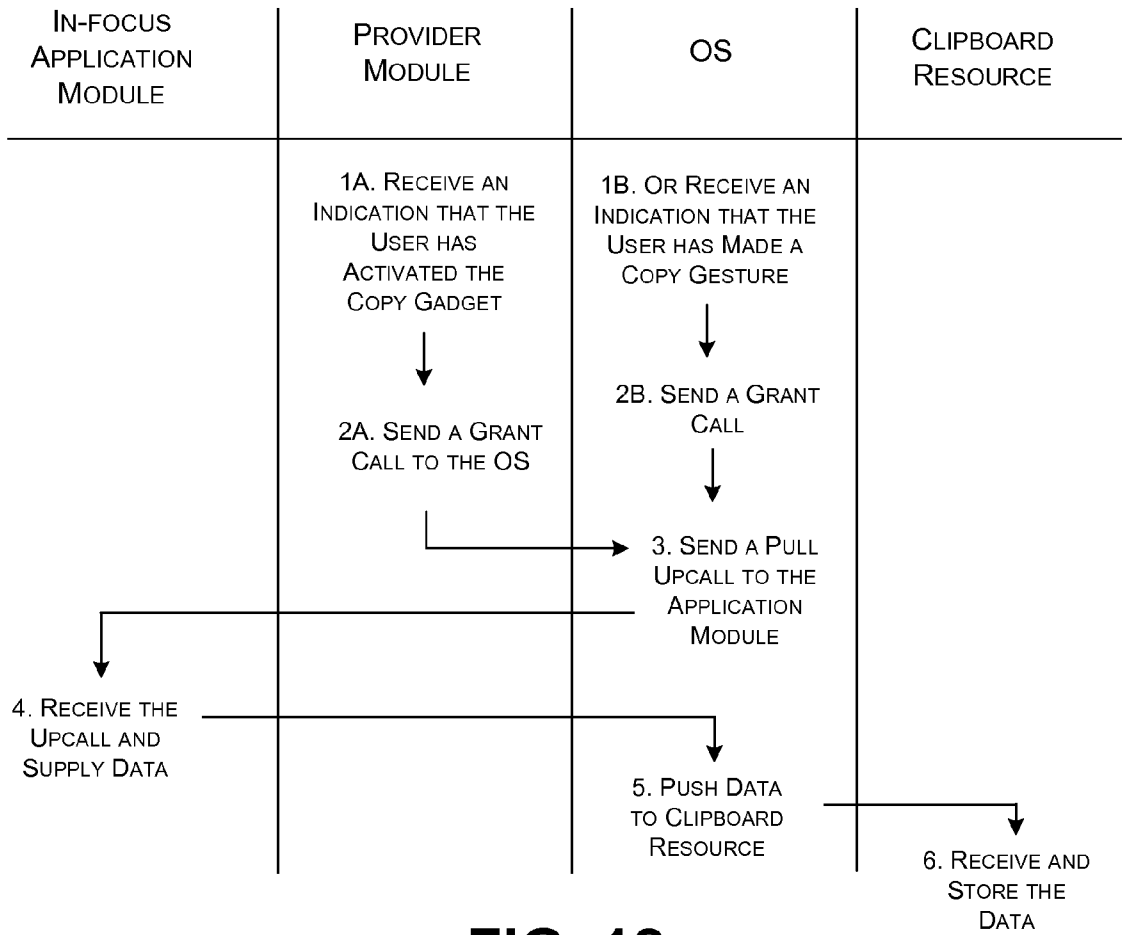 IN-FOCUS
APPLICATION
MODULE
PROVIDER
MODULE
OS
CLIPBOARD
RESOURCE
1A. RECEIVE AN
INDICATION THAT THE
USER HAS
ACTIVATED THE
COPY GADGET
1B. OR RECEIVE AN
INDICATION THAT THE
USER HAS MADE A
COPY GESTURE
2A. SEND A GRANT
CALL TO THE OS
2B. SEND A GRANT
CALL
3. SEND A PULL
UPCALL TO THE
APPLICATION
MODULE
4. RECEIVE THE
UPCALL AND
SUPPLY DATA
5. PUSH DATA
TO CLIPBOARD
RESOURCE
6. RECEIVE AND
STORE THE
DATA